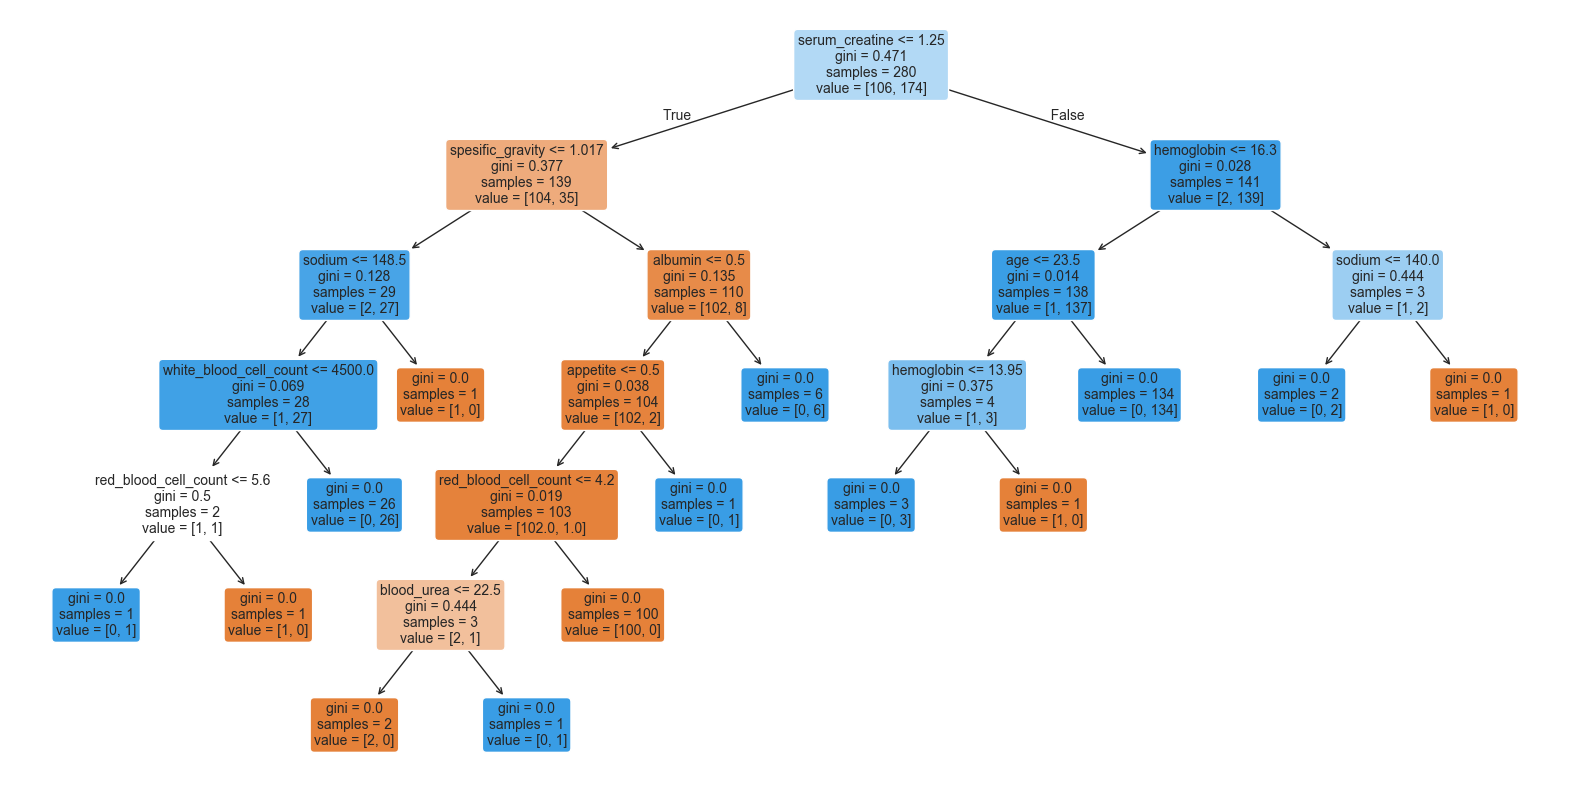 serum_creatine <= 1.25
gini = 0.471
samples = 280
value = [106, 174]
True
False
spesific_gravity <= 1.017
gini = 0.377
samples = 139
value = [104, 35]
hemoglobin <= 16.3
gini = 0.028
samples = 141
value = [2, 139]
sodium <= 148.5
gini = 0.128
samples = 29
value = [2, 27]
albumin <= 0.5
gini = 0.135
samples = 110
value = [102, 8]
age <= 23.5
gini = 0.014
samples = 138
value = [1, 137]
sodium <= 140.0
gini = 0.444
samples = 3
value = [1, 2]
white_blood_cell_count <= 4500.0
gini = 0.069
samples = 28
value = [1, 27]
gini = 0.0
samples = 1
value = [1, 0]
appetite <= 0.5
gini = 0.038
samples = 104
value = [102, 2]
gini = 0.0
samples = 6
value = [0, 6]
hemoglobin <= 13.95
gini = 0.375
samples = 4
value = [1, 3]
gini = 0.0
samples = 134
value = [0, 134]
gini = 0.0
samples = 2
value = [0, 2]
gini = 0.0
samples = 1
value = [1, 0]
red_blood_cell_count <= 5.6
gini = 0.5
samples = 2
value = [1, 1]
gini = 0.0
samples = 26
value = [0, 26]
red_blood_cell_count <= 4.2
gini = 0.019
samples = 103
value = [102.0, 1.0]
gini = 0.0
samples = 1
value = [0, 1]
gini = 0.0
samples = 3
value = [0, 3]
gini = 0.0
samples = 1
value = [1, 0]
gini = 0.0
samples = 1
value = [0, 1]
gini = 0.0
samples = 1
value = [1, 0]
blood_urea <= 22.5
gini = 0.444
samples = 3
value = [2, 1]
gini = 0.0
samples = 100
value = [100, 0]
gini = 0.0
samples = 2
value = [2, 0]
gini = 0.0
samples = 1
value = [0, 1]